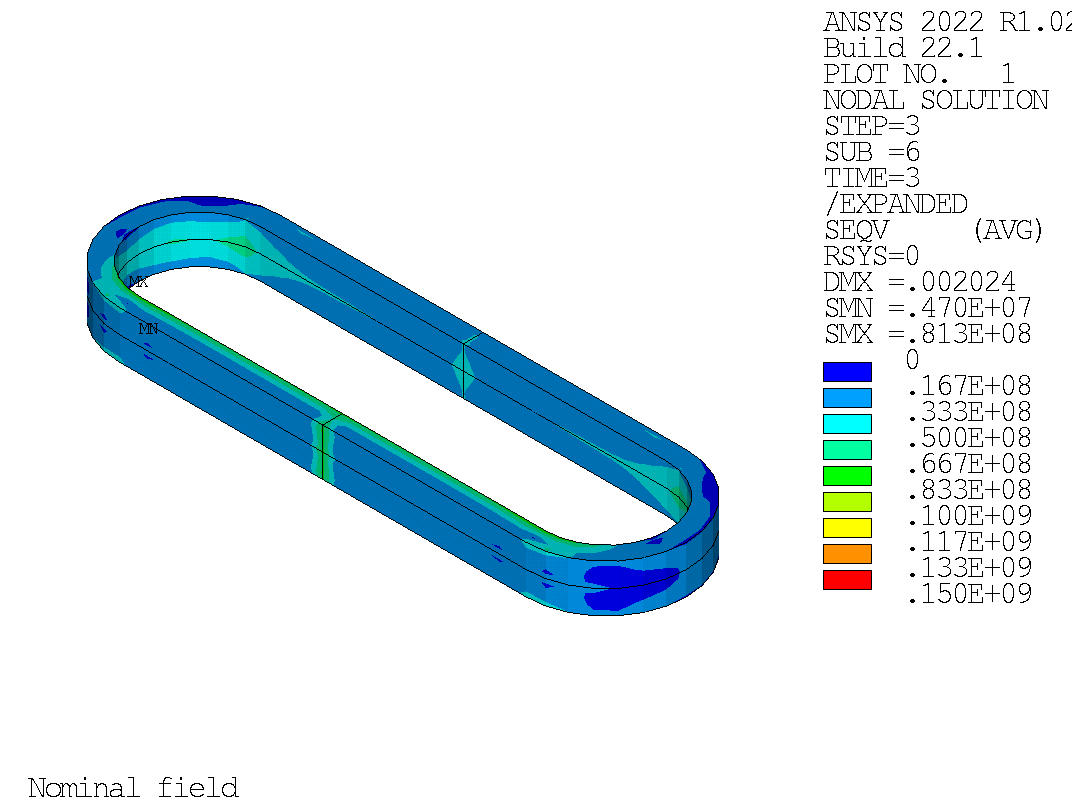 ANSYS 2022 R1.02
Build 22.1
PLOT NO.   1
NODAL SOLUTION
STEP=3
SUB =6
TIME=3
/EXPANDED
SEQV     (AVG)
RSYS=0
DMX =.002024
SMN =.470E+07
SMX =.813E+08
0
.167E+08
.333E+08
.500E+08
.667E+08
.833E+08
.100E+09
.117E+09
.133E+09
.150E+09
MX
MN
Nominal field